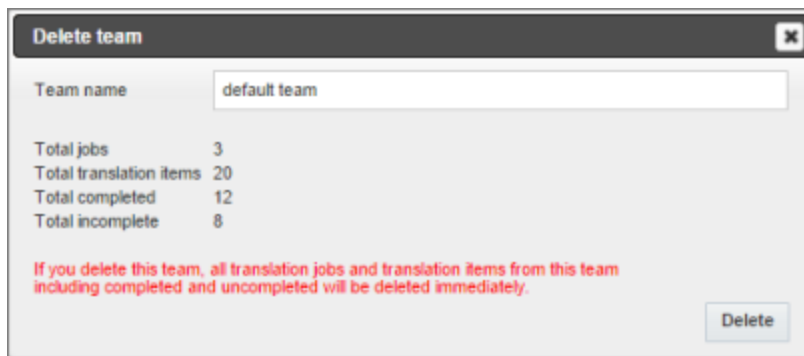 Delete team
Team name default team
Total jobs 3
Total translation items 20
Total completed 12
Total incomplete 8
If you delete this team, all translation jobs and translation items from this team
including completed and uncompleted will be deleted immediately.
Delete